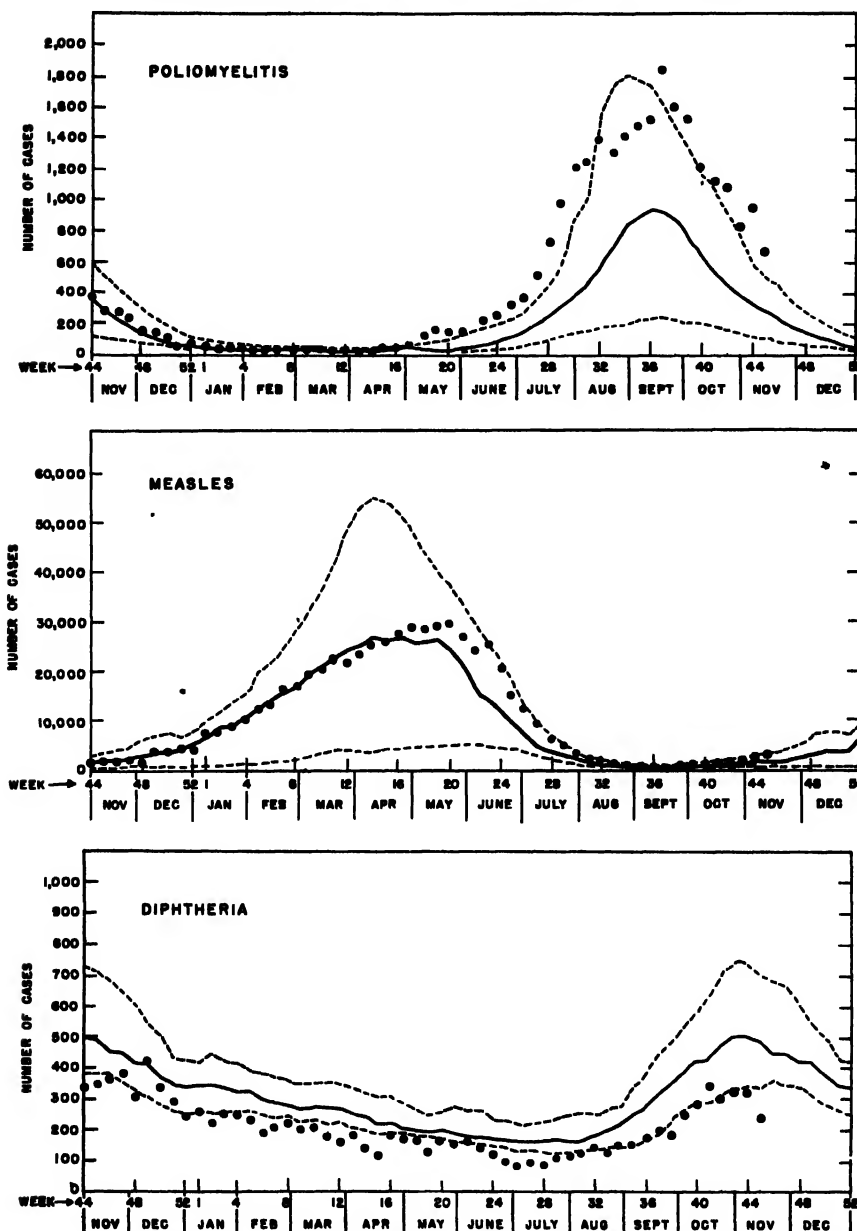 POLIOMYELITIS
NUMBER OF CASES
2,000
1,800
1,600
1,400
1,200
1,000
800
600
400
200
0
WEEK → 44 48 52 1 4 8 12 16 20 24 28 32 36 40 44 48 52
NOV DEC JAN FEB MAR APR MAY JUNE JULY AUG SEPT OCT NOV DEC
MEASLES
NUMBER OF CASES
60,000
50,000
40,000
30,000
20,000
10,000
0
WEEK → 44 48 52 1 4 8 12 16 20 24 28 32 36 40 44 48 52
NOV DEC JAN FEB MAR APR MAY JUNE JULY AUG SEPT OCT NOV DEC
DIPHTHERIA
NUMBER OF CASES
1,000
900
800
700
600
500
400
300
200
100
0
WEEK → 44 48 52 1 4 8 12 16 20 24 28 32 36 40 44 48 52
NOV DEC JAN FEB MAR APR MAY JUNE JULY AUG SEPT OCT NOV DEC